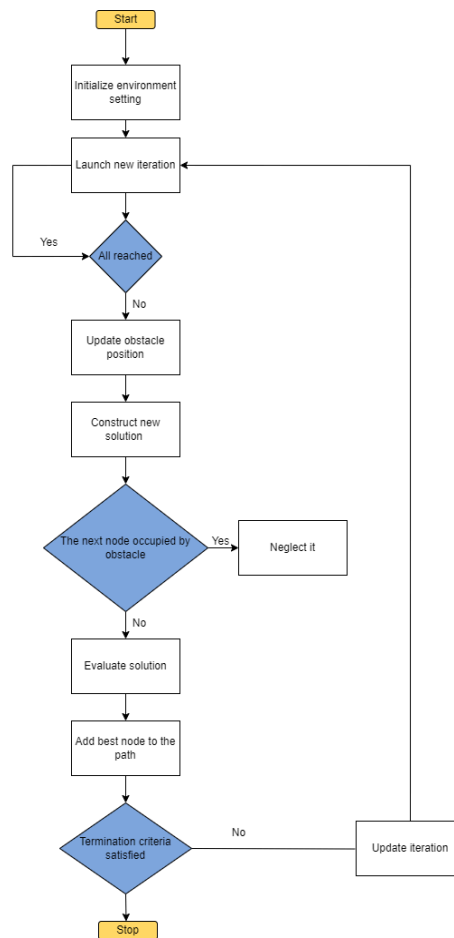 Start
Initialize environment
setting
Launch new iteration
Yes
All reached
No
Update obstacle
position
Construct new
solution
The next node occupied by
obstacle
Yes
Neglect it
No
Evaluate solution
Add best node to the
path
Termination criteria
satisfied
No
Update iteration
Stop